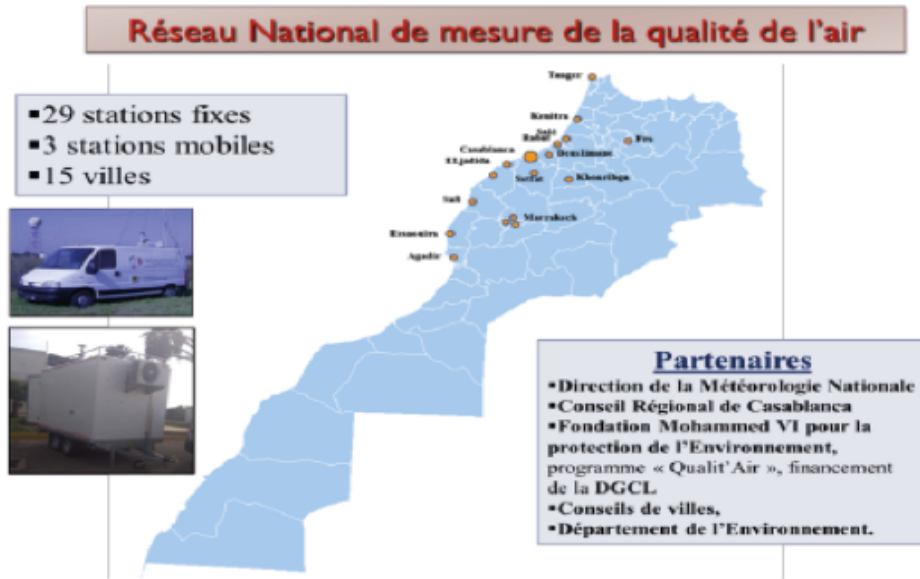 Réseau National de mesure de la qualité de l'air
▪29 stations fixes
▪3 stations mobiles
▪15 villes
Tanger
Kenitra
Salé
Rabat
Fes
Casablanca
Benslimane
ELjadida
Settat
Khouribga
Safi
Marrakech
Essaouira
Agadir
Partenaires
▪Direction de la Météorologie Nationale
▪Conseil Régional de Casablanca
▪Fondation Mohammed VI pour la
protection de l'Environnement,
programme « Qualit'Air », financement
de la DGCL
▪Conseils de villes,
▪Département de l'Environnement.